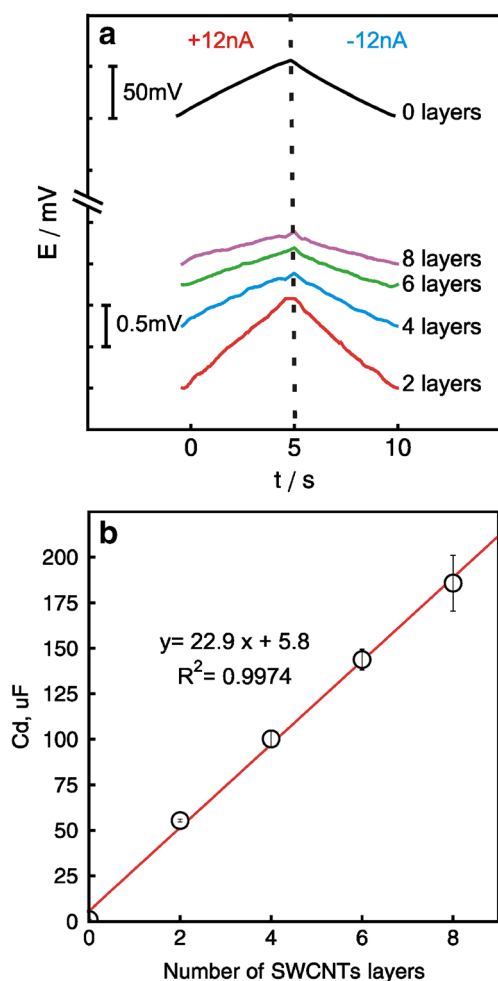 a
+12nA -12nA
50mV
0 layers
E / mV
8 layers
6 layers
0.5mV
4 layers
2 layers
0 5 10
t / s
b
200
175
y= 22.9 x + 5.8
150
R²= 0.9974
125
Cd, uF
100
75
50
25
0
0 2 4 6 8
Number of SWCNTs layers